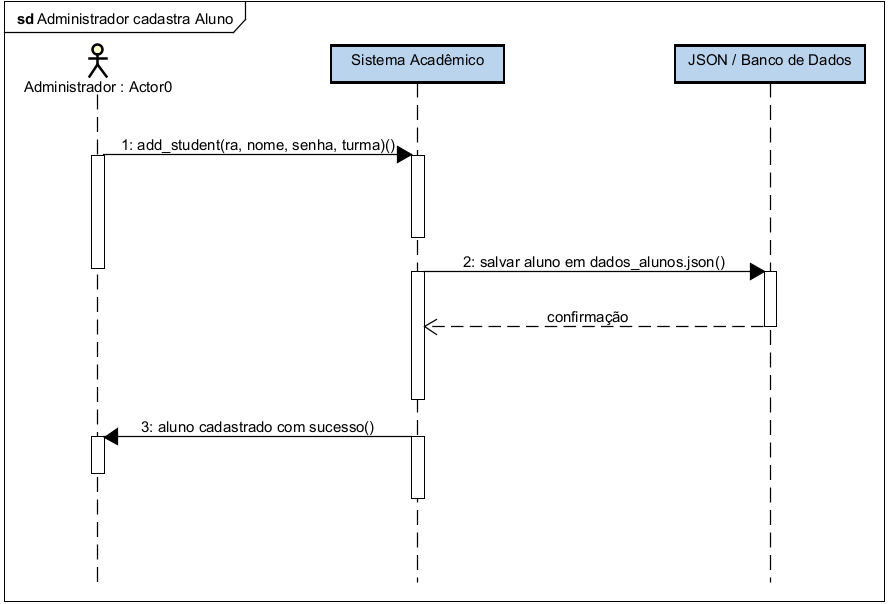 sd Administrador cadastra Aluno
Administrador : Actor0
Sistema Acadêmico
JSON / Banco de Dados
1: add_student(ra, nome, senha, turma)()
2: salvar aluno em dados_alunos.json()
confirmação
3: aluno cadastrado com sucesso()